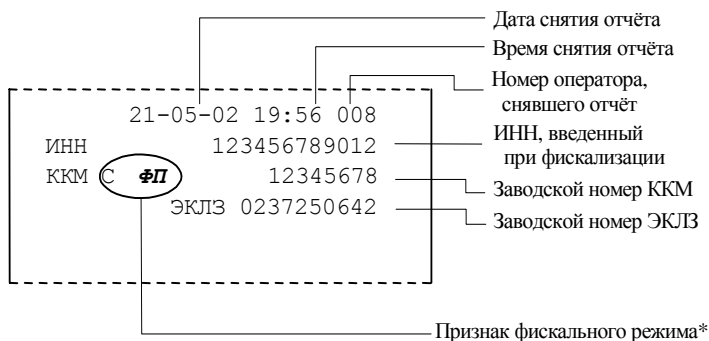 Дата снятия отчёта
Время снятия отчёта
Номер оператора,
снявшего отчёт
21-05-02 19:56 008
ИНН 123456789012
ИНН, введенный
при фискализации
ККМ С ФП 12345678
Заводской номер ККМ
ЭКЛЗ 0237250642
Заводской номер ЭКЛЗ
Признак фискального режима*